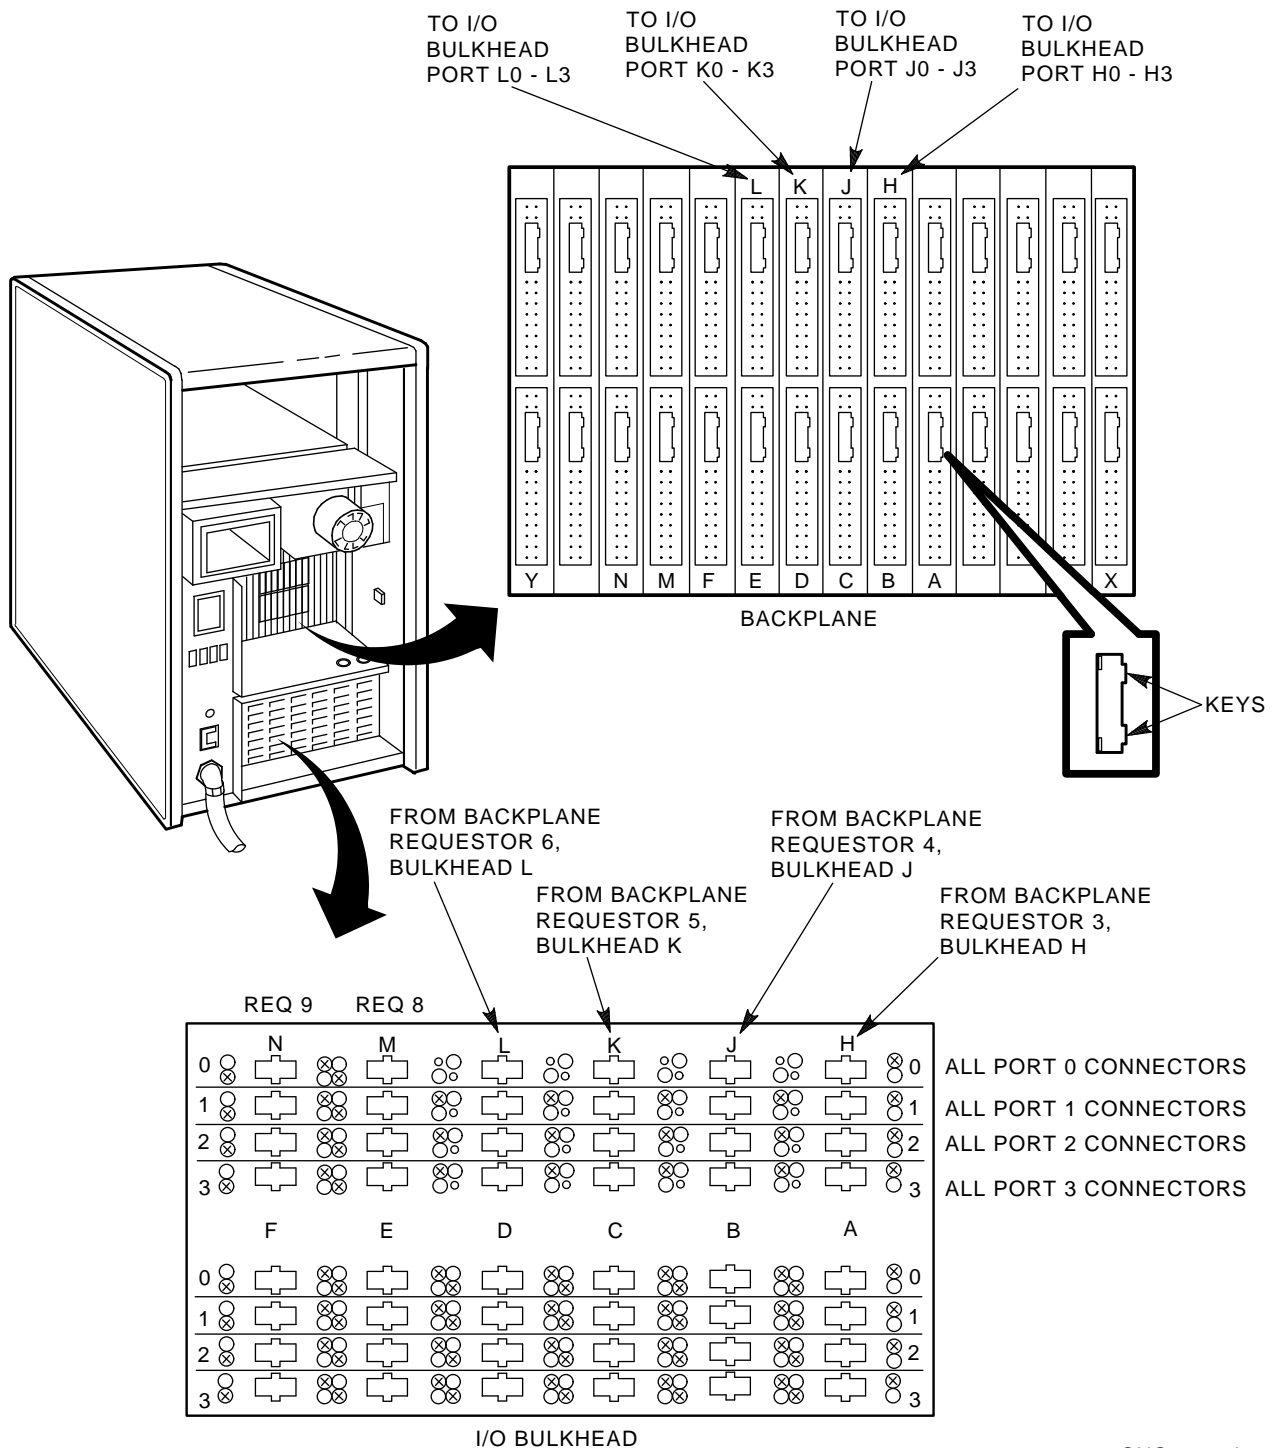 TO I/O
BULKHEAD
PORT L0 - L3
TO I/O
BULKHEAD
PORT K0 - K3
TO I/O
BULKHEAD
PORT J0 - J3
TO I/O
BULKHEAD
PORT H0 - H3
L K J H
Y N M F E D C B A X
BACKPLANE
KEYS
FROM BACKPLANE
REQUESTOR 6,
BULKHEAD L
FROM BACKPLANE
REQUESTOR 5,
BULKHEAD K
FROM BACKPLANE
REQUESTOR 4,
BULKHEAD J
FROM BACKPLANE
REQUESTOR 3,
BULKHEAD H
REQ 9 REQ 8
N M L K J H
0 0 ALL PORT 0 CONNECTORS
1 1 ALL PORT 1 CONNECTORS
2 2 ALL PORT 2 CONNECTORS
3 3 ALL PORT 3 CONNECTORS
F E D C B A
0 0
1 1
2 2
3 3
I/O BULKHEAD